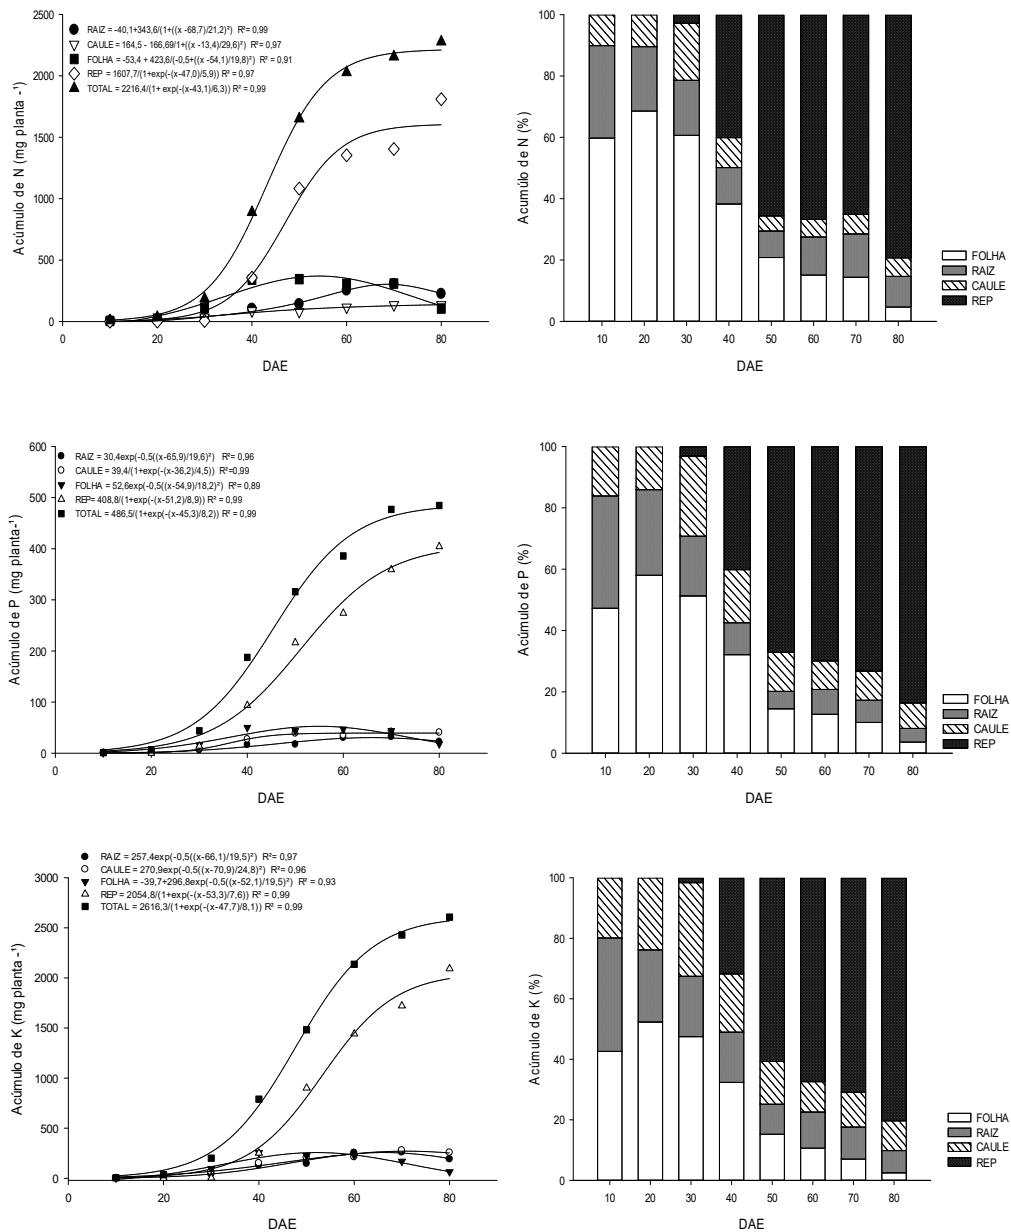 RAIZ = -40,1+343,6/(1+((x -68,7)/21,2)²) R²= 0,99
CAULE = 164,5 - 166,69/1+((x -13,4)/29,6)²) R²= 0,97
FOLHA = -53,4 + 423,6/(-0,5+((x -54,1)/19,8)²) R² = 0,91
REP = 1607,7/(1+exp(-(x-47,0)/5,9)) R² = 0,97
TOTAL = 2216,4/(1+ exp(-(x-43,1)/6,3)) R² = 0,99
Acúmulo de N (mg planta -¹)
2500
2000
1500
1000
500
0
0 20 40 60 80
DAE
Acumúlo de N (%)
100
80
60
40
20
0
10 20 30 40 50 60 70 80
DAE
FOLHA
RAIZ
CAULE
REP
RAIZ = 30,4exp(-0,5((x-65,9)/19,6)²) R² = 0,96
CAULE = 39,4/(1+exp(-(x-36,2)/4,5)) R²=0,99
FOLHA = 52,6exp(-0,5((x-54,9)/18,2)²) R² = 0,89
REP= 408,8/(1+exp(-(x-51,2)/8,9)) R² = 0,99
TOTAL = 486,5/(1+exp(-(x-45,3)/8,2)) R² = 0,99
Acúmulo de P (mg planta-¹)
600
500
400
300
200
100
0
0 20 40 60 80
DAE
Acúmulo de P (%)
100
80
60
40
20
0
10 20 30 40 50 60 70 80
DAE
FOLHA
RAIZ
CAULE
REP
RAIZ = 257,4exp(-0,5((x-66,1)/19,5)²) R²= 0,97
CAULE = 270,9exp(-0,5((x-70,9)/24,8)²) R²= 0,96
FOLHA = -39,7+296,8exp(-0,5((x-52,1)/19,5)²) R² = 0,93
REP = 2054,8/(1+exp(-(x-53,3)/7,6)) R² = 0,99
TOTAL = 2616,3/(1+exp(-(x-47,7)/8,1)) R² = 0,99
Acúmulo de K (mg planta -¹)
3000
2500
2000
1500
1000
500
0
0 20 40 60 80
DAE
Acúmulo de K (%)
100
80
60
40
20
0
10 20 30 40 50 60 70 80
DAE
FOLHA
RAIZ
CAULE
REP